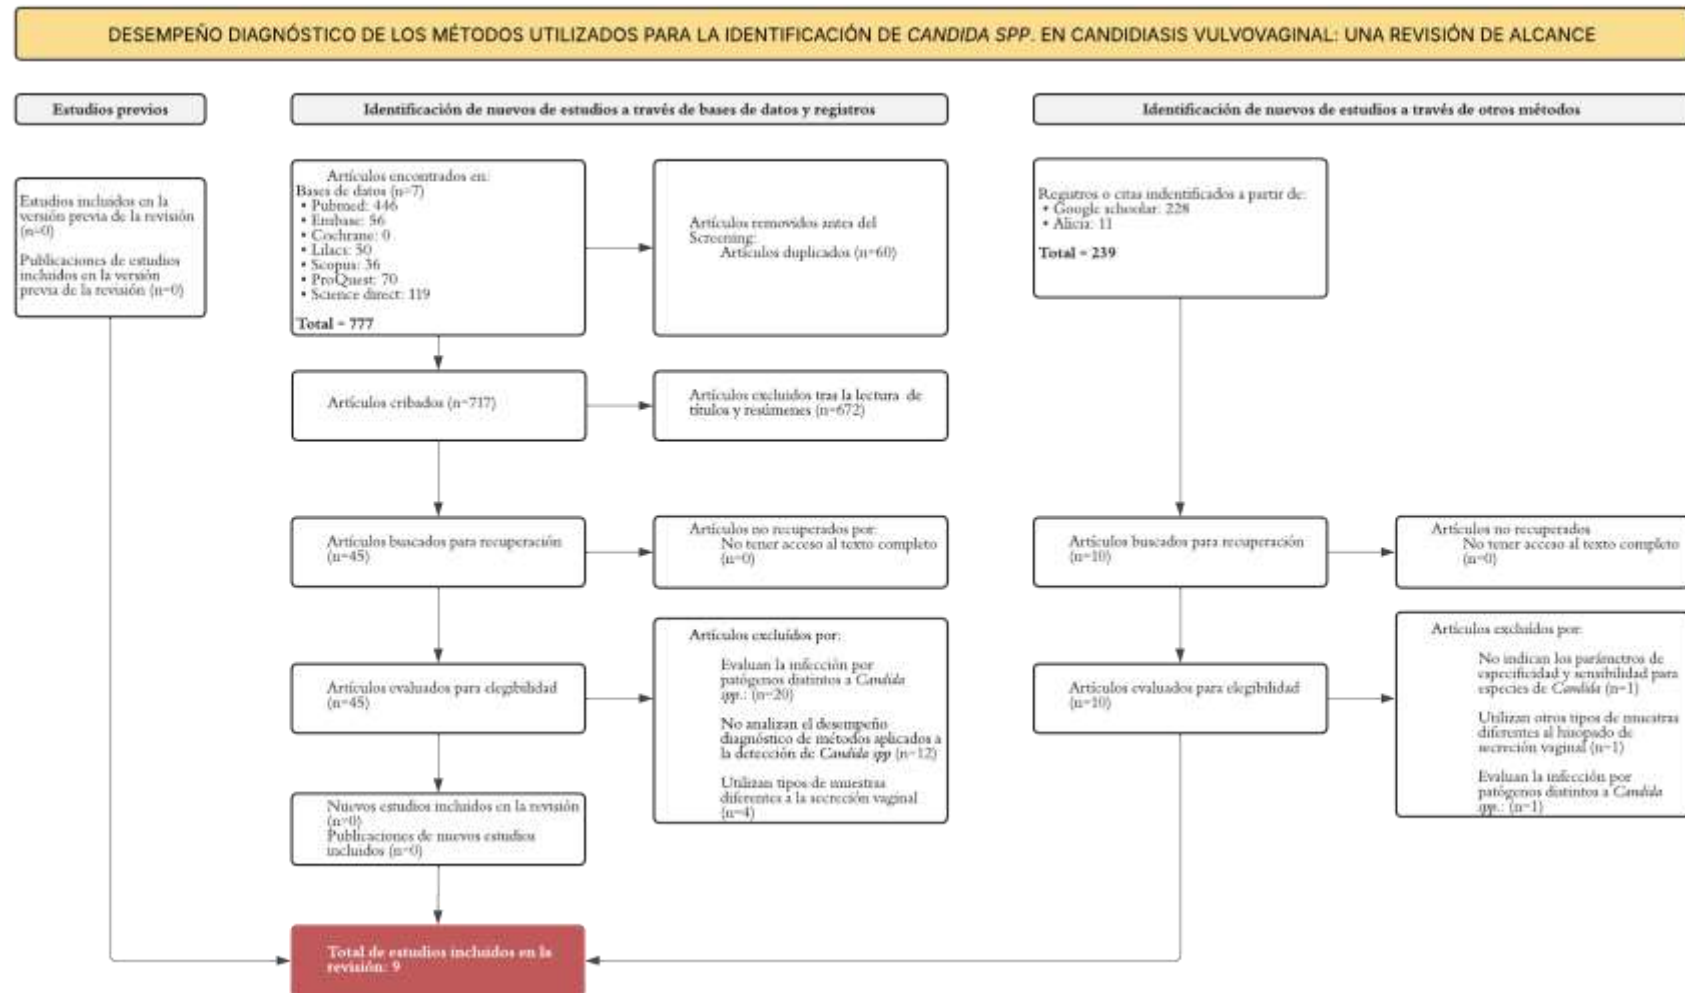 DESEMPEÑO DIAGNÓSTICO DE LOS MÉTODOS UTILIZADOS PARA LA IDENTIFICACIÓN DE CANDIDA SPP. EN CANDIDIASIS VULVOVAGINAL: UNA REVISIÓN DE ALCANCE
Estudios previos
Identificación de nuevos de estudios a través de bases de datos y registros
Identificación de nuevos de estudios a través de otros métodos
Estudios incluidos en la
versión previa de la revisión
(n=0)
Publicaciones de estudios
incluidos en la versión
previa de la revisión (n=0)
Artículos encontrados en:
Bases de datos (n=7)
• Pubmed: 446
• Embase: 56
• Cochrane: 0
• Lilacs: 50
• Scopus: 36
• ProQuest: 70
• Science direct: 119
Total = 777
Artículos removidos antes del
Screening:
Artículos duplicados (n=60)
Registros o citas indentificados a partir de:
• Google schoolar: 228
• Alicia: 11
Total = 239
Artículos cribados (n=717)
Artículos excluidos tras la lectura de
títulos y resúmenes (n=672)
Artículos buscados para recuperación
(n=45)
Artículos no recuperados por:
No tener acceso al texto completo
(n=0)
Artículos buscados para recuperación
(n=10)
Artículos no recuperados
No tener acceso al texto completo
(n=0)
Artículos evaluados para elegibilidad
(n=45)
Artículos excluídos por:
Evaluan la infección por
patógenos distintos a Candida
spp.: (n=20)
No analizan el desempeño
diagnóstico de métodos aplicados a
la detección de Candida spp (n=12)
Utilizan tipos de muestras
diferentes a la secreción vaginal
(n=4)
Artículos evaluados para elegibilidad
(n=10)
Artículos excluídos por:
No indican los parámetros de
especificidad y sensibilidad para
especies de Candida (n=1)
Utilizan otros tipos de muestras
diferentes al hisopado de
secreción vaginal (n=1)
Evaluan la infección por
patógenos distintos a Candida
spp.: (n=1)
Nuevos estudios incluidos en la revisión
(n=0)
Publicaciones de nuevos estudios
incluidos (n=0)
Total de estudios incluidos en la
revisión: 9